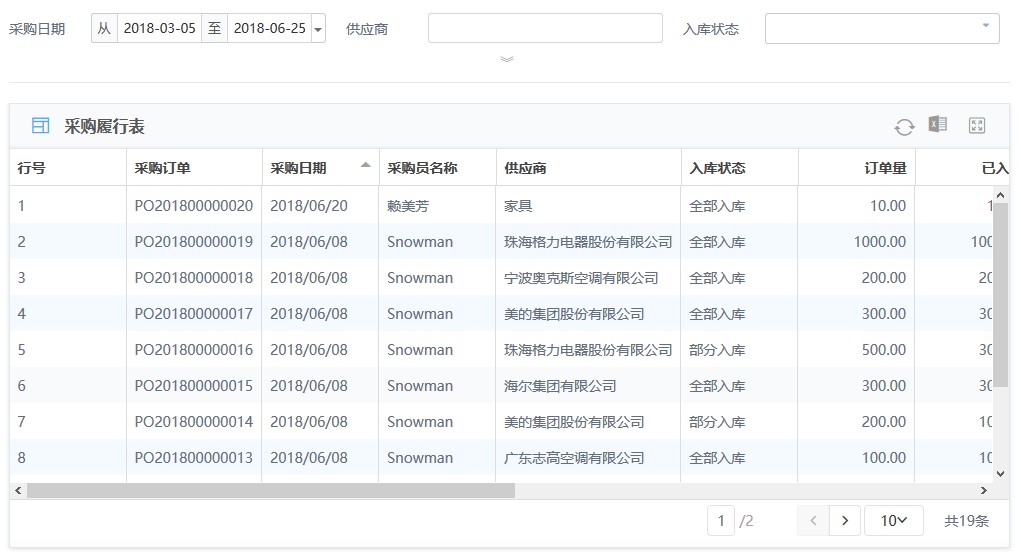 采购日期 从 2018-03-05 至 2018-06-25 供应商 入库状态
采购履行表
行号 采购订单 采购日期 采购员名称 供应商 入库状态 订单量 已入
1 PO201800000020 2018/06/20 赖美芳 家具 全部入库 10.00 1
2 PO201800000019 2018/06/08 Snowman 珠海格力电器股份有限公司 全部入库 1000.00 100
3 PO201800000018 2018/06/08 Snowman 宁波奥克斯空调有限公司 全部入库 200.00 20
4 PO201800000017 2018/06/08 Snowman 美的集团股份有限公司 全部入库 300.00 30
5 PO201800000016 2018/06/08 Snowman 珠海格力电器股份有限公司 部分入库 500.00 30
6 PO201800000015 2018/06/08 Snowman 海尔集团有限公司 全部入库 300.00 30
7 PO201800000014 2018/06/08 Snowman 美的集团股份有限公司 部分入库 200.00 10
8 PO201800000013 2018/06/08 Snowman 广东志高空调有限公司 全部入库 100.00 10
1 /2 10 共19条